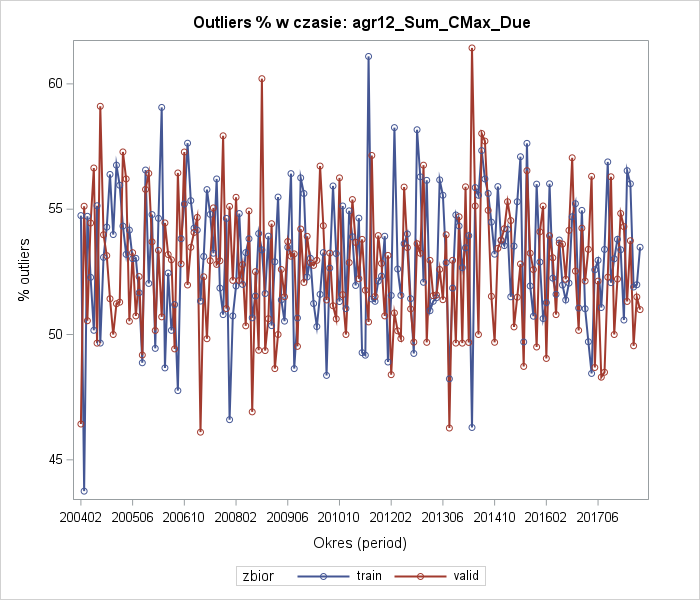 Outliers % w czasie: agr12_Sum_CMax_Due
60
55
50
45
% outliers
200402 200506 200610 200802 200906 201010 201202 201306 201410 201602 201706
Okres (period)
zbior train valid